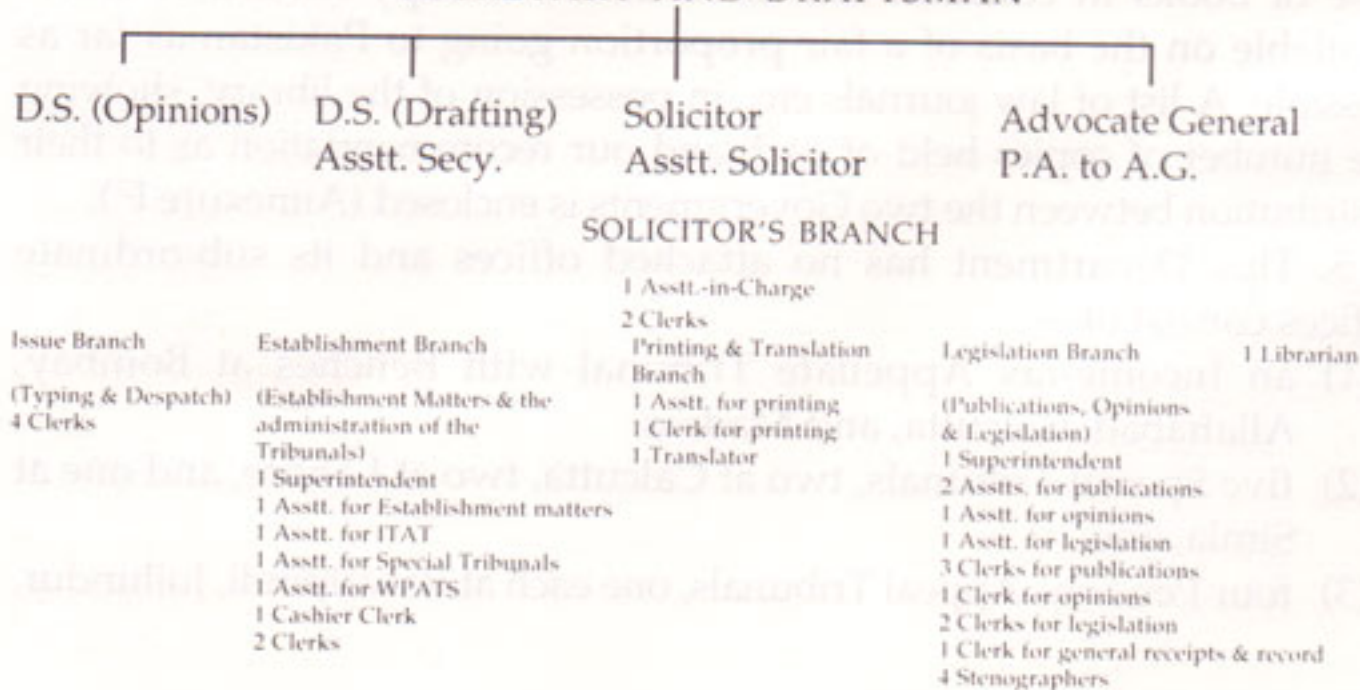 D.S. (Opinions)
D.S. (Drafting)
Asstt. Secy.
Solicitor
Asstt. Solicitor
Advocate General
P.A. to A.G.
SOLICITOR'S BRANCH
1 Asstt.-in-Charge
2 Clerks
Issue Branch
(Typing & Despatch)
4 Clerks
Establishment Branch
(Establishment Matters & the
administration of the
Tribunals)
1 Superintendent
1 Asstt. for Establishment matters
1 Asstt. for ITAT
1 Asstt. for Special Tribunals
1 Asstt. for WPATS
1 Cashier Clerk
2 Clerks
Printing & Translation
Branch
1 Asstt. for printing
1 Clerk for printing
1 Translator
Legislation Branch
(Publications, Opinions
& Legislation)
1 Superintendent
2 Asstts. for publications
1 Asstt. for opinions
1 Asstt. for legislation
3 Clerks for publications
1 Clerk for opinions
2 Clerks for legislation
1 Clerk for general receipts & record
4 Stenographers
1 Librarian